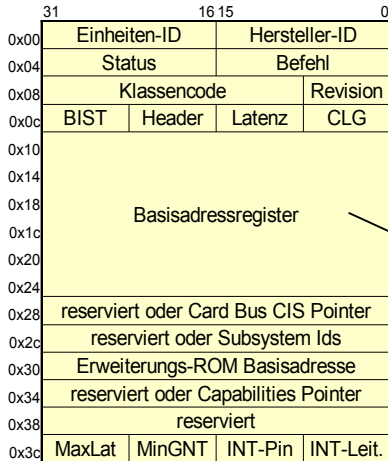 31 16 15 0
0x00 Einheiten-ID Hersteller-ID
0x04 Status Befehl
0x08 Klassencode Revision
0x0c BIST Header Latenz CLG
0x10
0x14
0x18 Basisadressregister
0x1c
0x20
0x24
0x28 reserviert oder Card Bus CIS Pointer
0x2c reserviert oder Subsystem Ids
0x30 Erweiterungs-ROM Basisadresse
0x34 reserviert oder Capabilities Pointer
0x38 reserviert
0x3c MaxLat MinGNT INT-Pin INT-Leit.